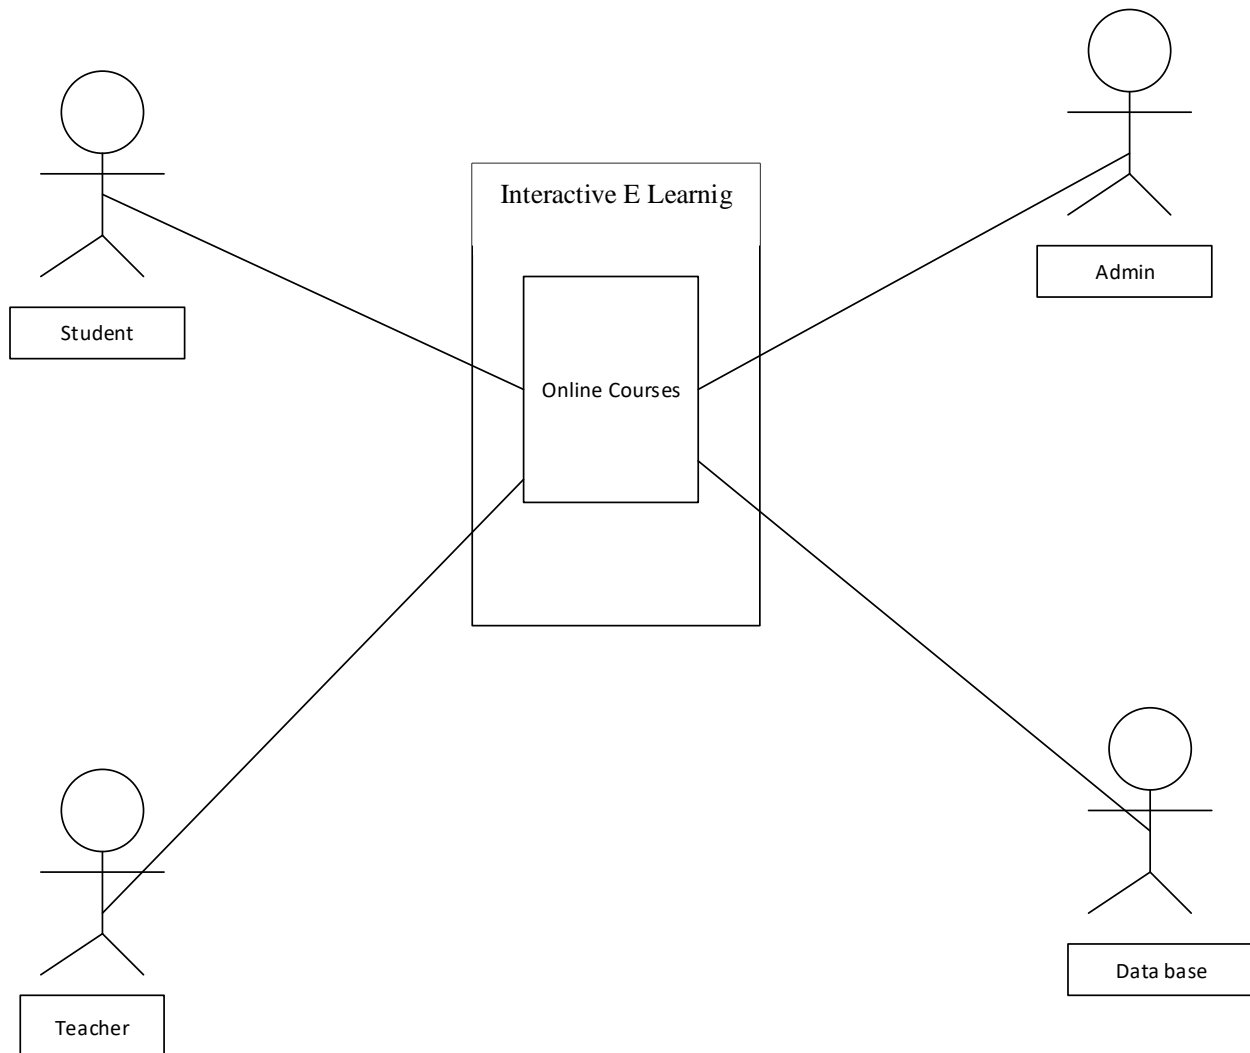 Interactive E Learnig
Admin
Student
Online Courses
Data base
Teacher